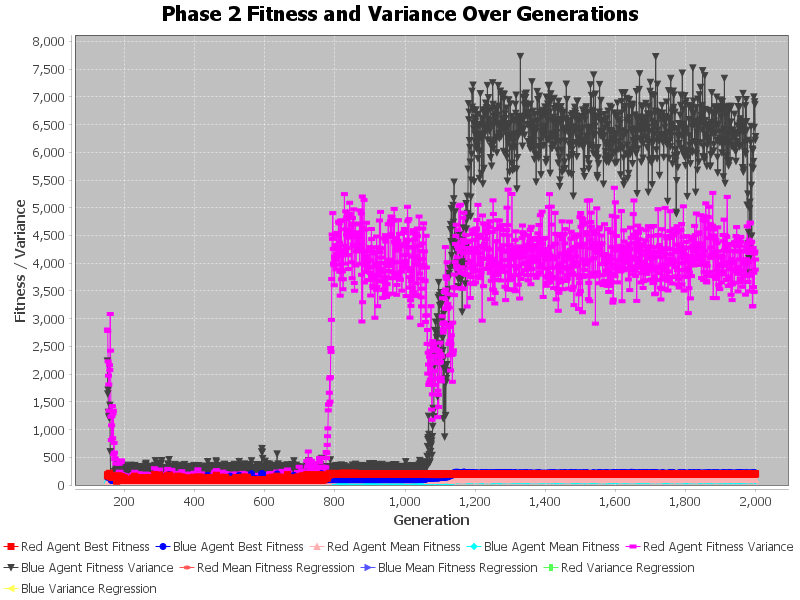 Phase 2 Fitness and Variance Over Generations
8,000
7,500
7,000
6,500
6,000
5,500
5,000
4,500
4,000
3,500
3,000
2,500
2,000
1,500
1,000
500
0
Fitness / Variance
200 400 600 800 1,000 1,200 1,400 1,600 1,800 2,000
Generation
Red Agent Best Fitness Blue Agent Best Fitness Red Agent Mean Fitness Blue Agent Mean Fitness Red Agent Fitness Variance
Blue Agent Fitness Variance Red Mean Fitness Regression Blue Mean Fitness Regression Red Variance Regression
Blue Variance Regression